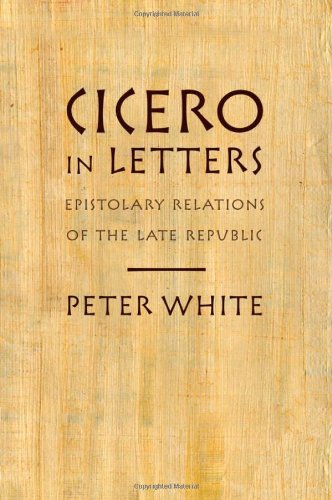 CICERO
IN LETTERS
EPISTOLARY RELATIONS
OF THE LATE REPUBLIC
PETER WHITE